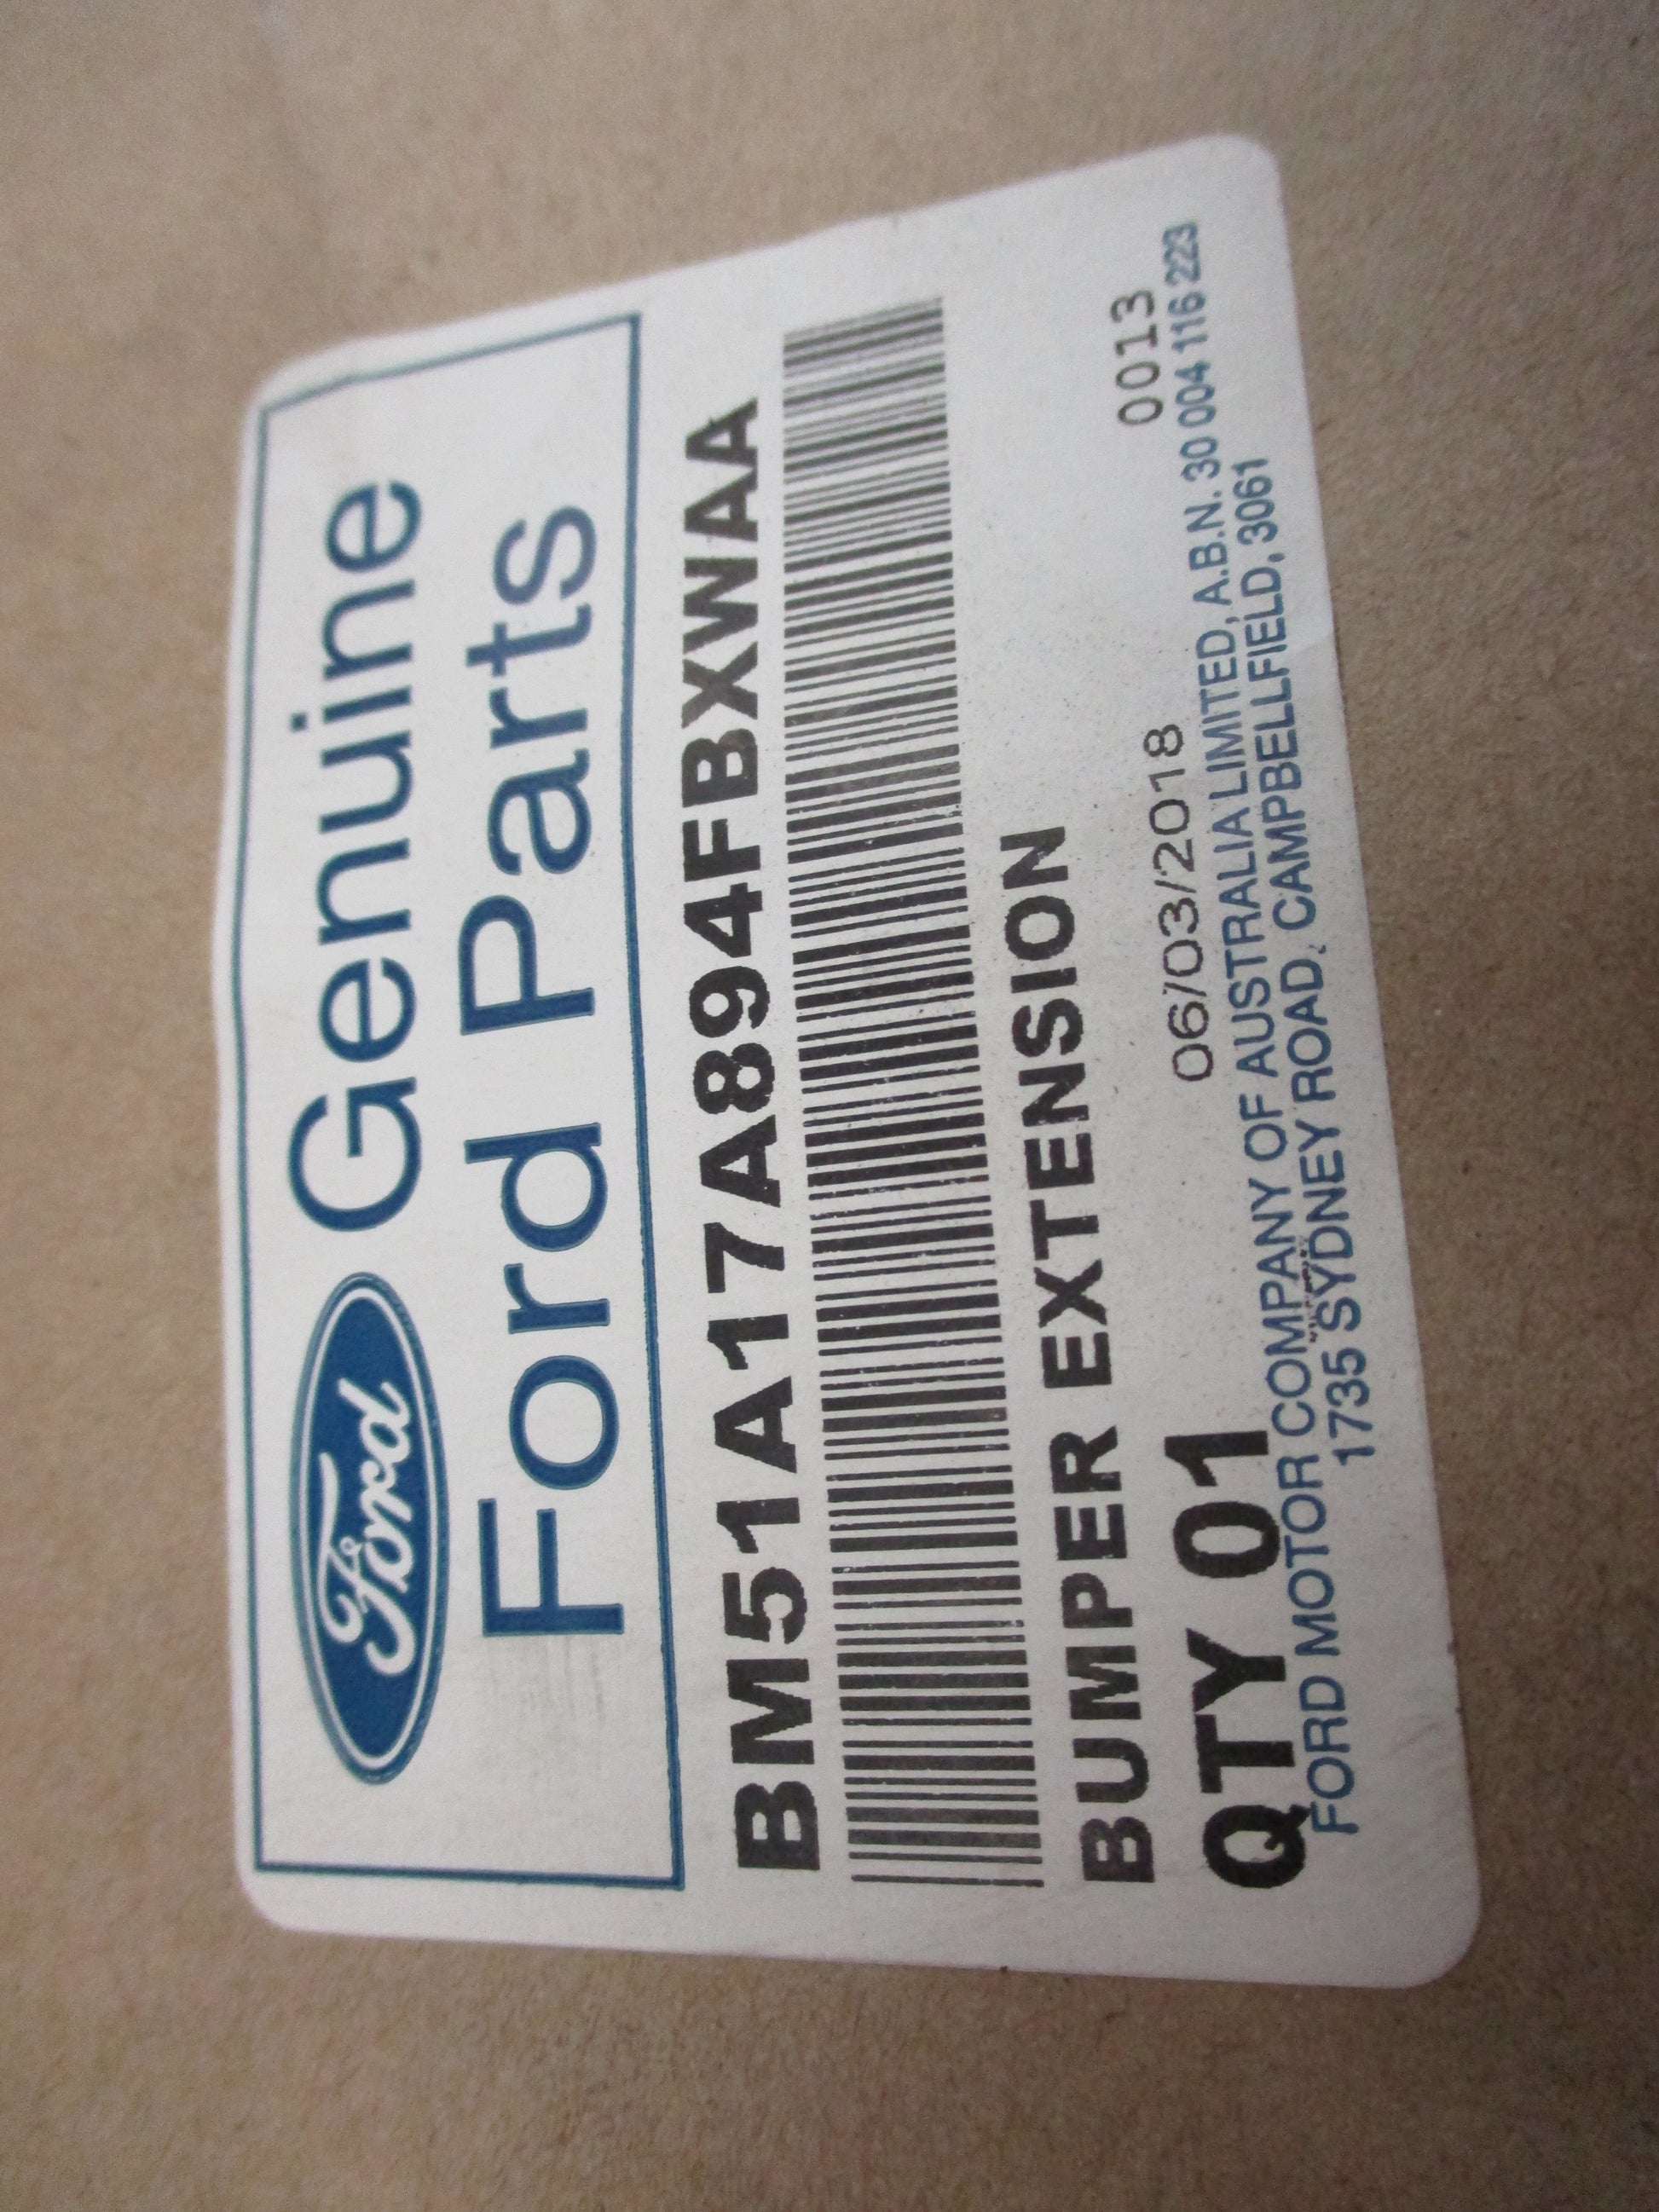 Ford Genuine
Ford Parts
BM51A17A894FBXWAA
BUMPER EXTENSION
QTY 01 06/03/2018 0013
FORD MOTOR COMPANY OF AUSTRALIA LIMITED, A.B.N. 30 004 116 223
1735 SYDNEY ROAD, CAMPBELLFIELD, 3061